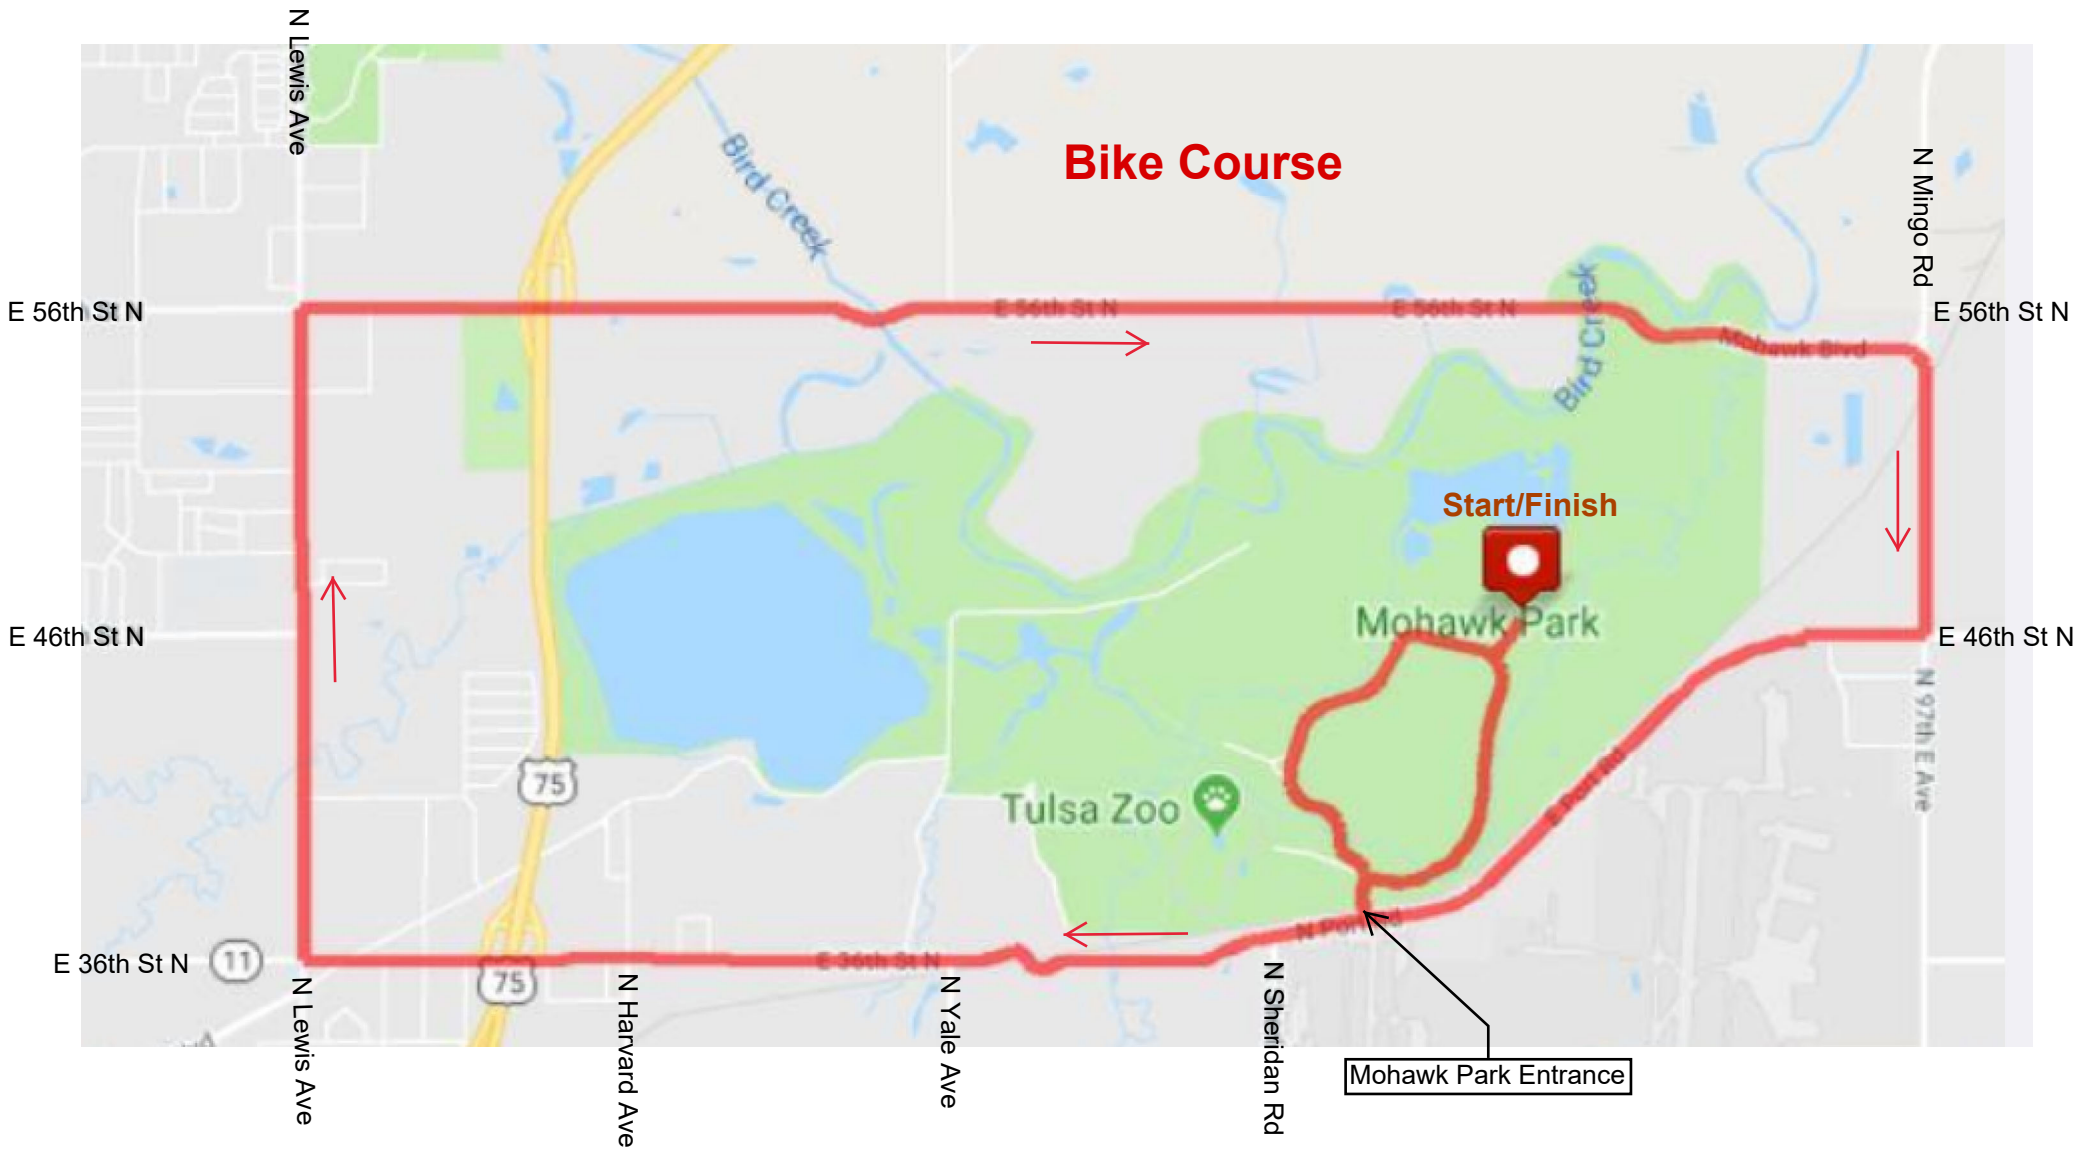 N Lewis Ave
Bike Course
Bird Creek
N Mingo Rd
E 56th St N
E 56th St N
E 56th St N
E 56th St N
Bird Creek
Mohawk Blvd
Start/Finish
Mohawk Park
E 46th St N
E 46th St N
N 97th E Ave
75
Tulsa Zoo
E Port Rd
N Port Rd
E 36th St N
11
E 36th St N
75
N Lewis Ave
N Harvard Ave
N Yale Ave
N Sheridan Rd
Mohawk Park Entrance